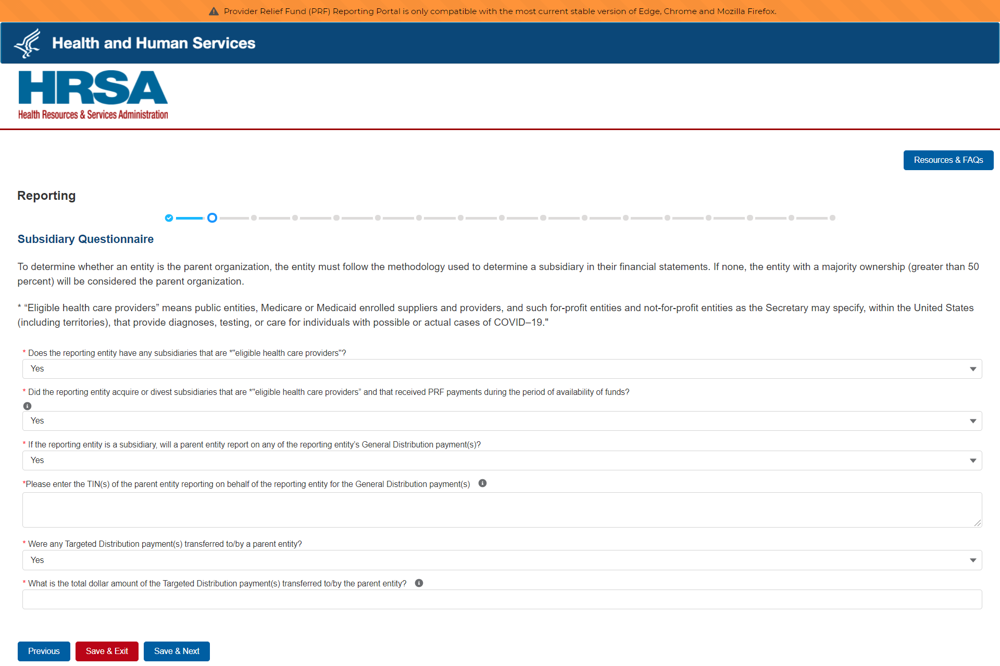 Provider Relief Fund (PRF) Reporting Portal is only compatible with the most current stable version of Edge, Chrome and Mozilla Firefox.
Health and Human Services
HRSA
Health Resources & Services Administration
Resources & FAQs
Reporting
Subsidiary Questionnaire
To determine whether an entity is the parent organization, the entity must follow the methodology used to determine a subsidiary in their financial statements. If none, the entity with a majority ownership (greater than 50
percent) will be considered the parent organization.
* “Eligible health care providers” means public entities, Medicare or Medicaid enrolled suppliers and providers, and such for-profit entities and not-for-profit entities as the Secretary may specify, within the United States
(including territories), that provide diagnoses, testing, or care for individuals with possible or actual cases of COVID–19."
* Does the reporting entity have any subsidiaries that are *"eligible health care providers"?
Yes
* Did the reporting entity acquire or divest subsidiaries that are *"eligible health care providers” and that received PRF payments during the period of availability of funds?
Yes
* If the reporting entity is a subsidiary, will a parent entity report on any of the reporting entity’s General Distribution payment(s)?
Yes
*Please enter the TIN(s) of the parent entity reporting on behalf of the reporting entity for the General Distribution payment(s)
* Were any Targeted Distribution payment(s) transferred to/by a parent entity?
Yes
* What is the total dollar amount of the Targeted Distribution payment(s) transferred to/by the parent entity?
Previous
Save & Exit
Save & Next